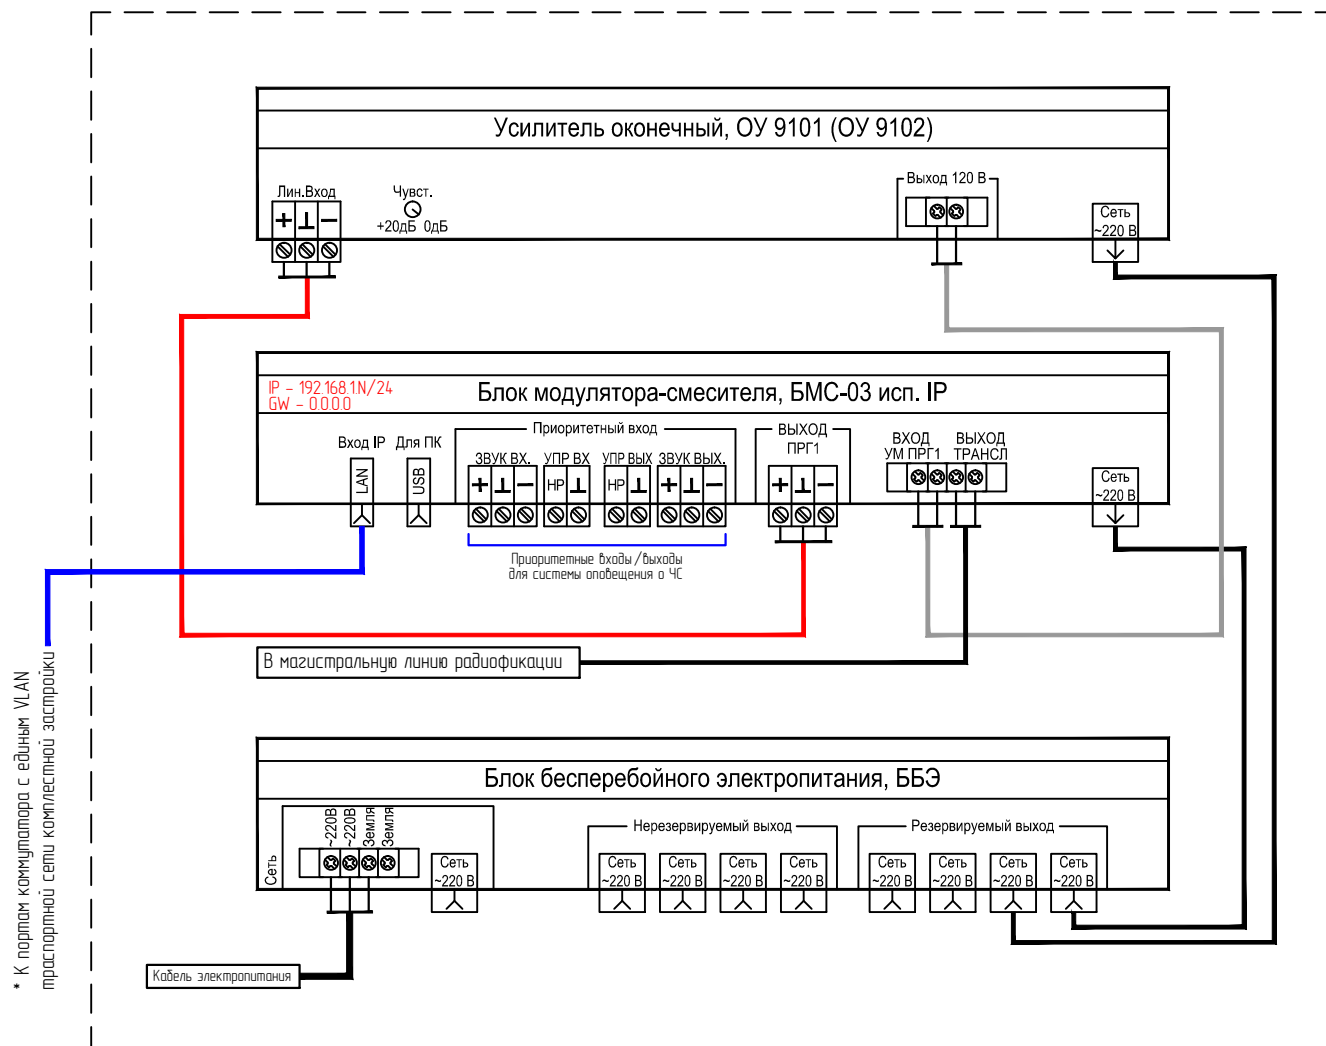 Усилитель оконечный, ОУ 9101 (ОУ 9102)
Лин.Вход
+ ⊥ −
Чувст.
+20дБ 0дБ
Выход 120 В
Сеть
~220 В
IP – 192.168.1.N/24
GW – 0.0.0.0
Блок модулятора-смесителя, БМС-03 исп. IP
Вход IP
LAN
Для ПК
USB
Приоритетный вход
ЗВУК ВХ.
+ ⊥ −
УПР ВХ
НР ⊥
УПР ВЫХ
НР ⊥
ЗВУК ВЫХ.
+ ⊥ −
ВЫХОД
ПРГ1
+ ⊥ −
ВХОД
УМ ПРГ1
ВЫХОД
ТРАНСЛ
Сеть
~220 В
Приоритетные входы/выходы
для системы оповещения о ЧС
В магистральную линию радиофикации
* К портам коммутатора с единым VLAN
траспортной сети комплестной застройки
Блок бесперебойного электропитания, ББЭ
Сеть
~220В
~220В
Земля
Земля
Сеть
~220 В
Нерезервируемый выход
Сеть
~220 В
Сеть
~220 В
Сеть
~220 В
Сеть
~220 В
Резервируемый выход
Сеть
~220 В
Сеть
~220 В
Сеть
~220 В
Сеть
~220 В
Кабель электропитания